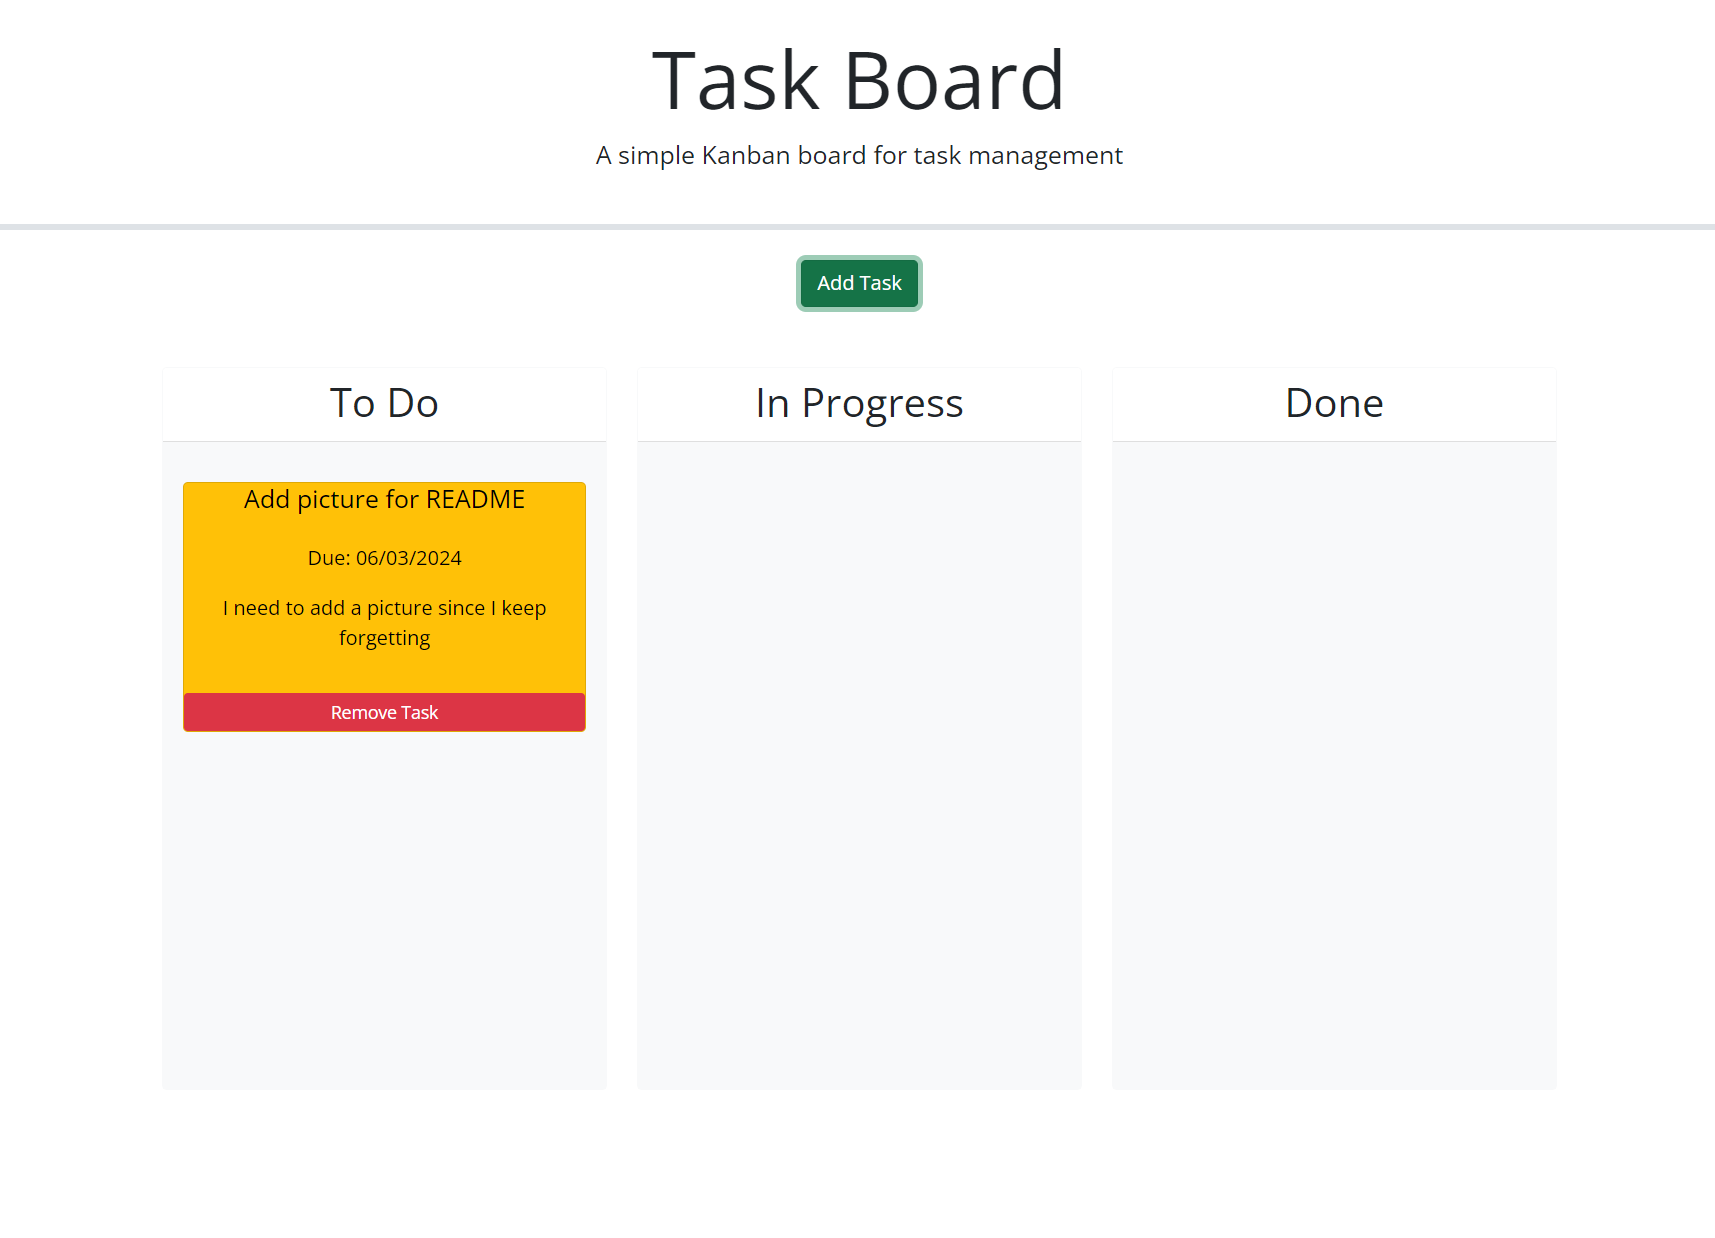 Task Board
A simple Kanban board for task management
Add Task
To Do
In Progress
Done
Add picture for README
Due: 06/03/2024
I need to add a picture since I keep
forgetting
Remove Task